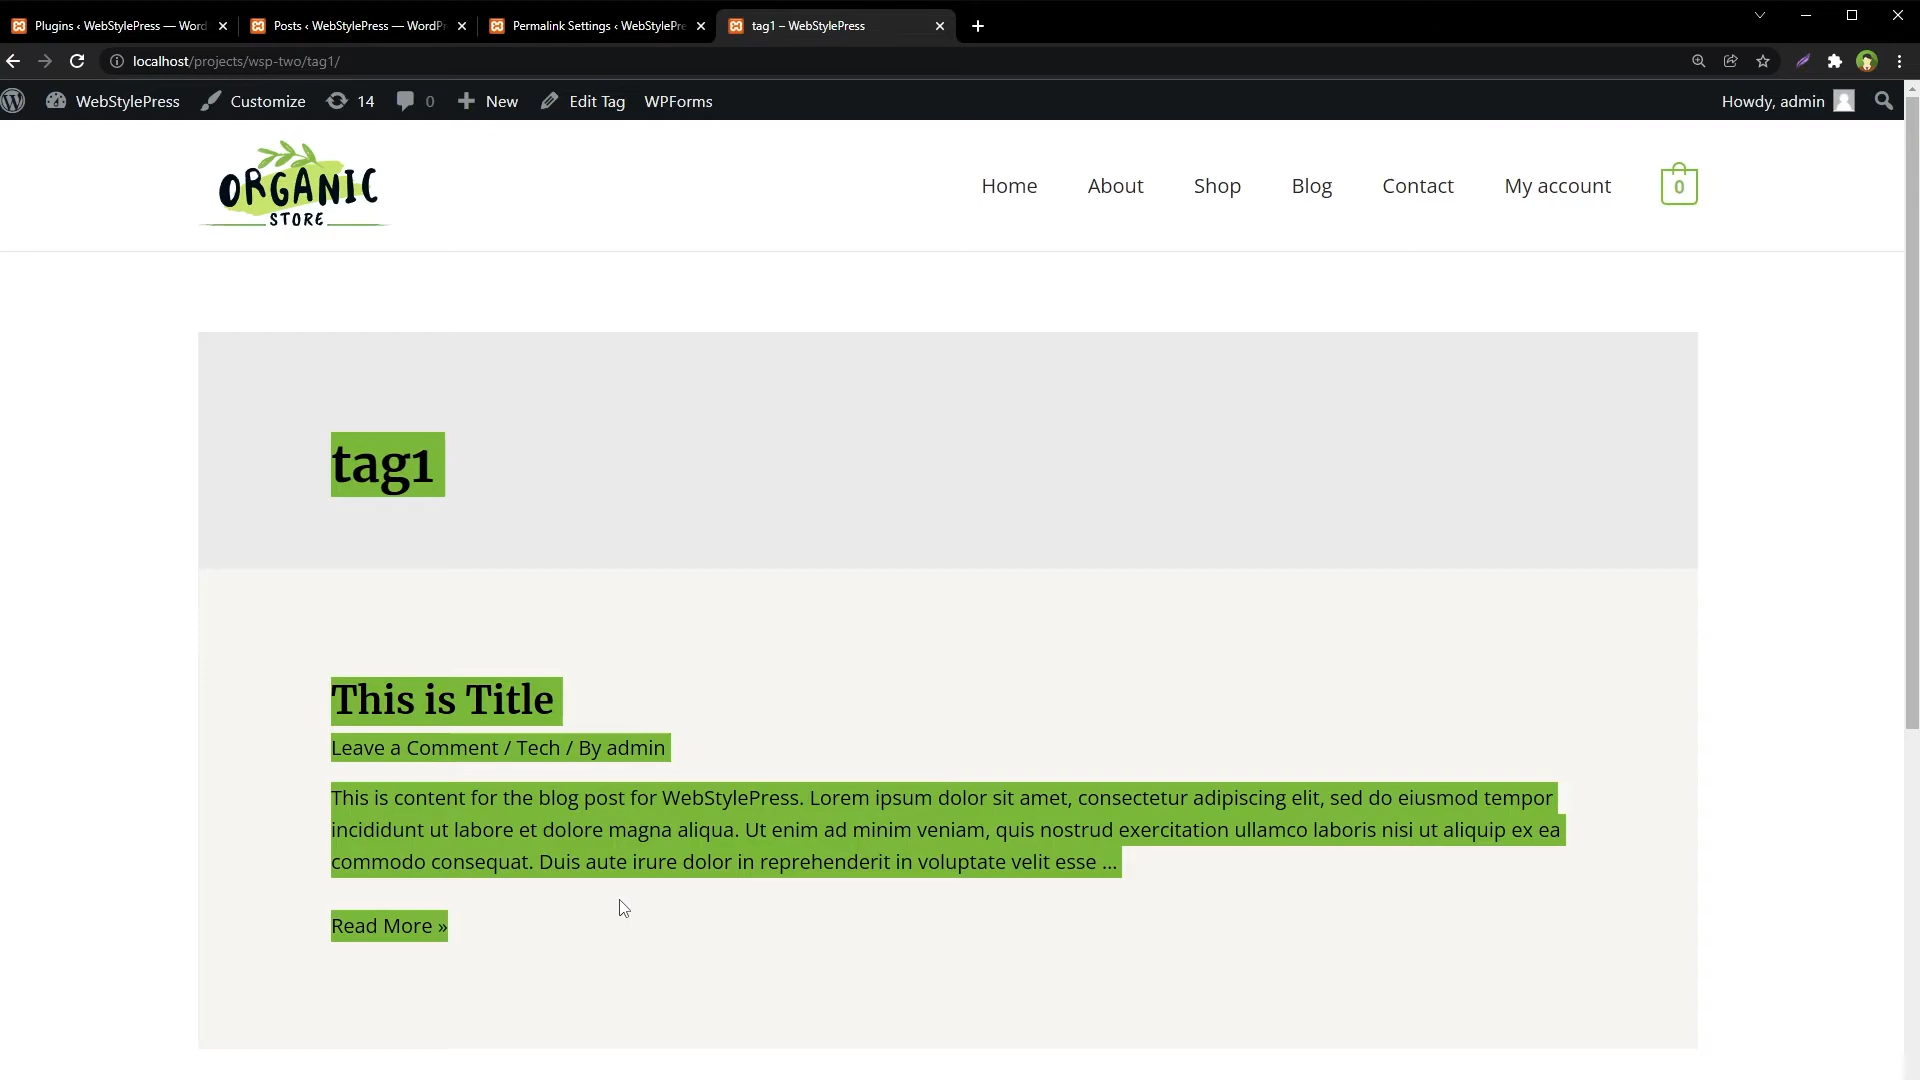 Plugins ‹ WebStylePress — Word
Posts ‹ WebStylePress — WordPr
Permalink Settings ‹ WebStylePre
tag1 – WebStylePress
localhost/projects/wsp-two/tag1/
WebStylePress
Customize
14
0
New
Edit Tag
WPForms
Howdy, admin
ORGANIC
STORE
Home
About
Shop
Blog
Contact
My account
0
tag1
This is Title
Leave a Comment / Tech / By admin
This is content for the blog post for WebStylePress. Lorem ipsum dolor sit amet, consectetur adipiscing elit, sed do eiusmod tempor
incididunt ut labore et dolore magna aliqua. Ut enim ad minim veniam, quis nostrud exercitation ullamco laboris nisi ut aliquip ex ea
commodo consequat. Duis aute irure dolor in reprehenderit in voluptate velit esse …
Read More »